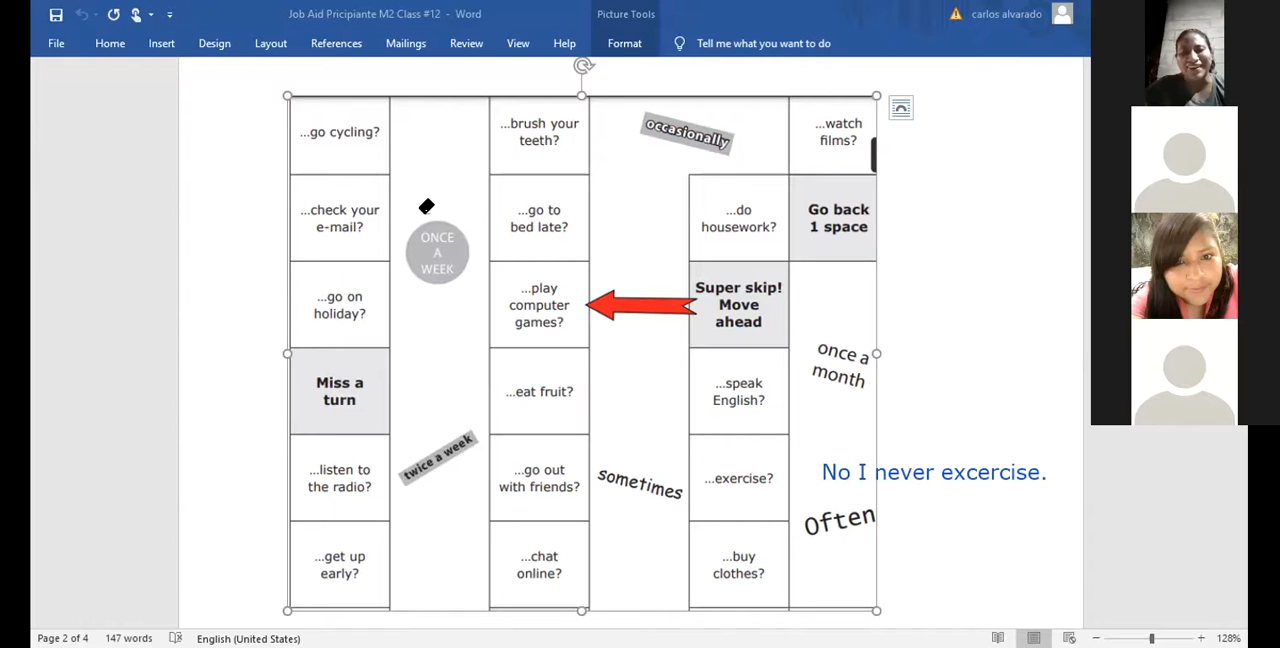 Job Aid Pricipiante M2 Class #12 - Word
Picture Tools
carlos alvarado
File
Home
Insert
Design
Layout
References
Mailings
Review
View
Help
Format
Tell me what you want to do
...go cycling?
...brush your
teeth?
occasionally
...watch
films?
...check your
e-mail?
ONCE
A
WEEK
...go to
bed late?
...do
housework?
Go back
1 space
...go on
holiday?
...play
computer
games?
Super skip!
Move
ahead
once a
month
Miss a
turn
...eat fruit?
...speak
English?
...listen to
the radio?
twice a week
...go out
with friends?
sometimes
...exercise?
No I never excercise.
Often
...get up
early?
...chat
online?
...buy
clothes?
Page 2 of 4
147 words
English (United States)
128%